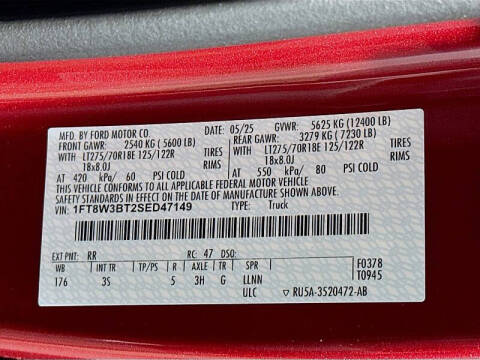 MFD. BY FORD MOTOR CO.
DATE: 05/25 GVWR: 5625 KG (12400 LB)
FRONT GAWR: 2540 KG (5600 LB) REAR GAWR: 3279 KG (7230 LB)
WITH LT275/70R18E 125/122R TIRES WITH LT275/70R18E 125/122R TIRES
18x8.0J RIMS 18x8.0J RIMS
AT 420 kPa/ 60 PSI COLD AT 550 kPa/ 80 PSI COLD
THIS VEHICLE CONFORMS TO ALL APPLICABLE FEDERAL MOTOR VEHICLE
SAFETY STANDARDS IN EFFECT ON THE DATE OF MANUFACTURE SHOWN ABOVE.
VIN: 1FT8W3BT2SED47149
TYPE: Truck
EXT PNT: RR RC: 47 DSO:
WB INT TR TP/PS R AXLE TR SPR F0378
176 3S 5 3H G LLNN T0945
ULC ▽ RU5A-3520472-AB